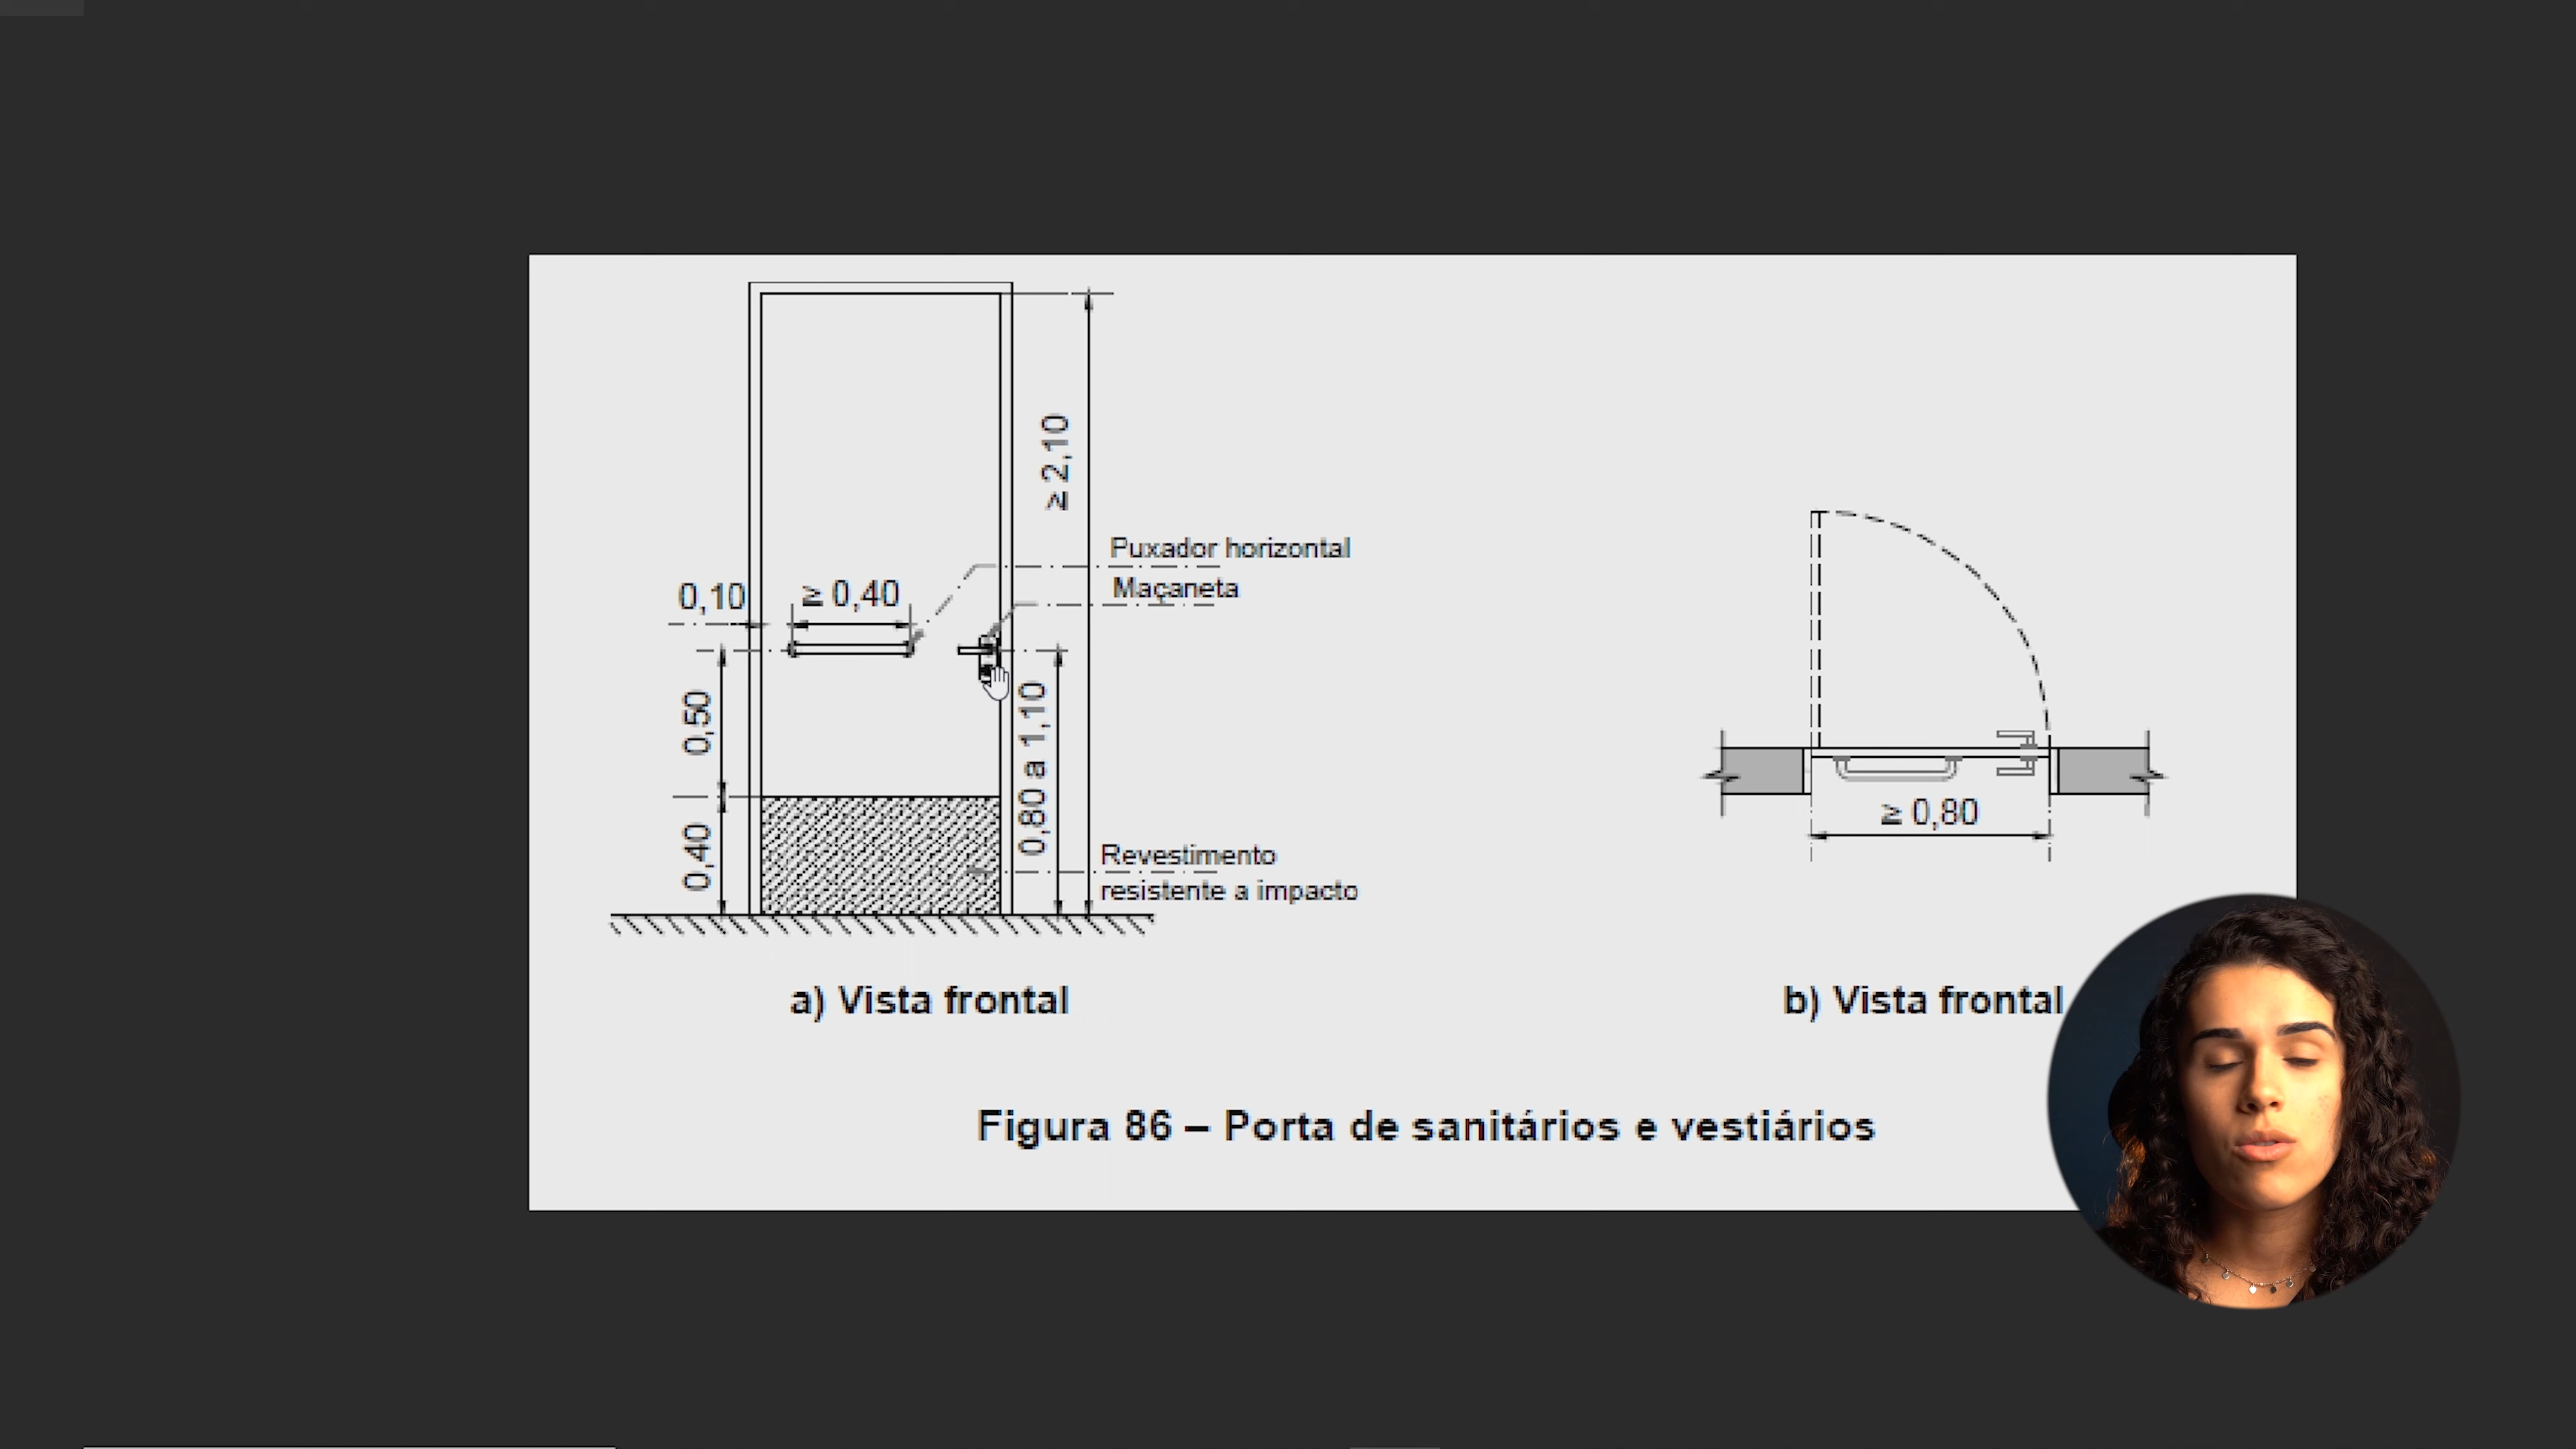 ≥ 2,10
Puxador horizontal
Maçaneta
0,10
≥ 0,40
0,50
0,80 a 1,10
0,40
Revestimento
resistente a impacto
≥ 0,80
a) Vista frontal
b) Vista frontal
Figura 86 – Porta de sanitários e vestiários